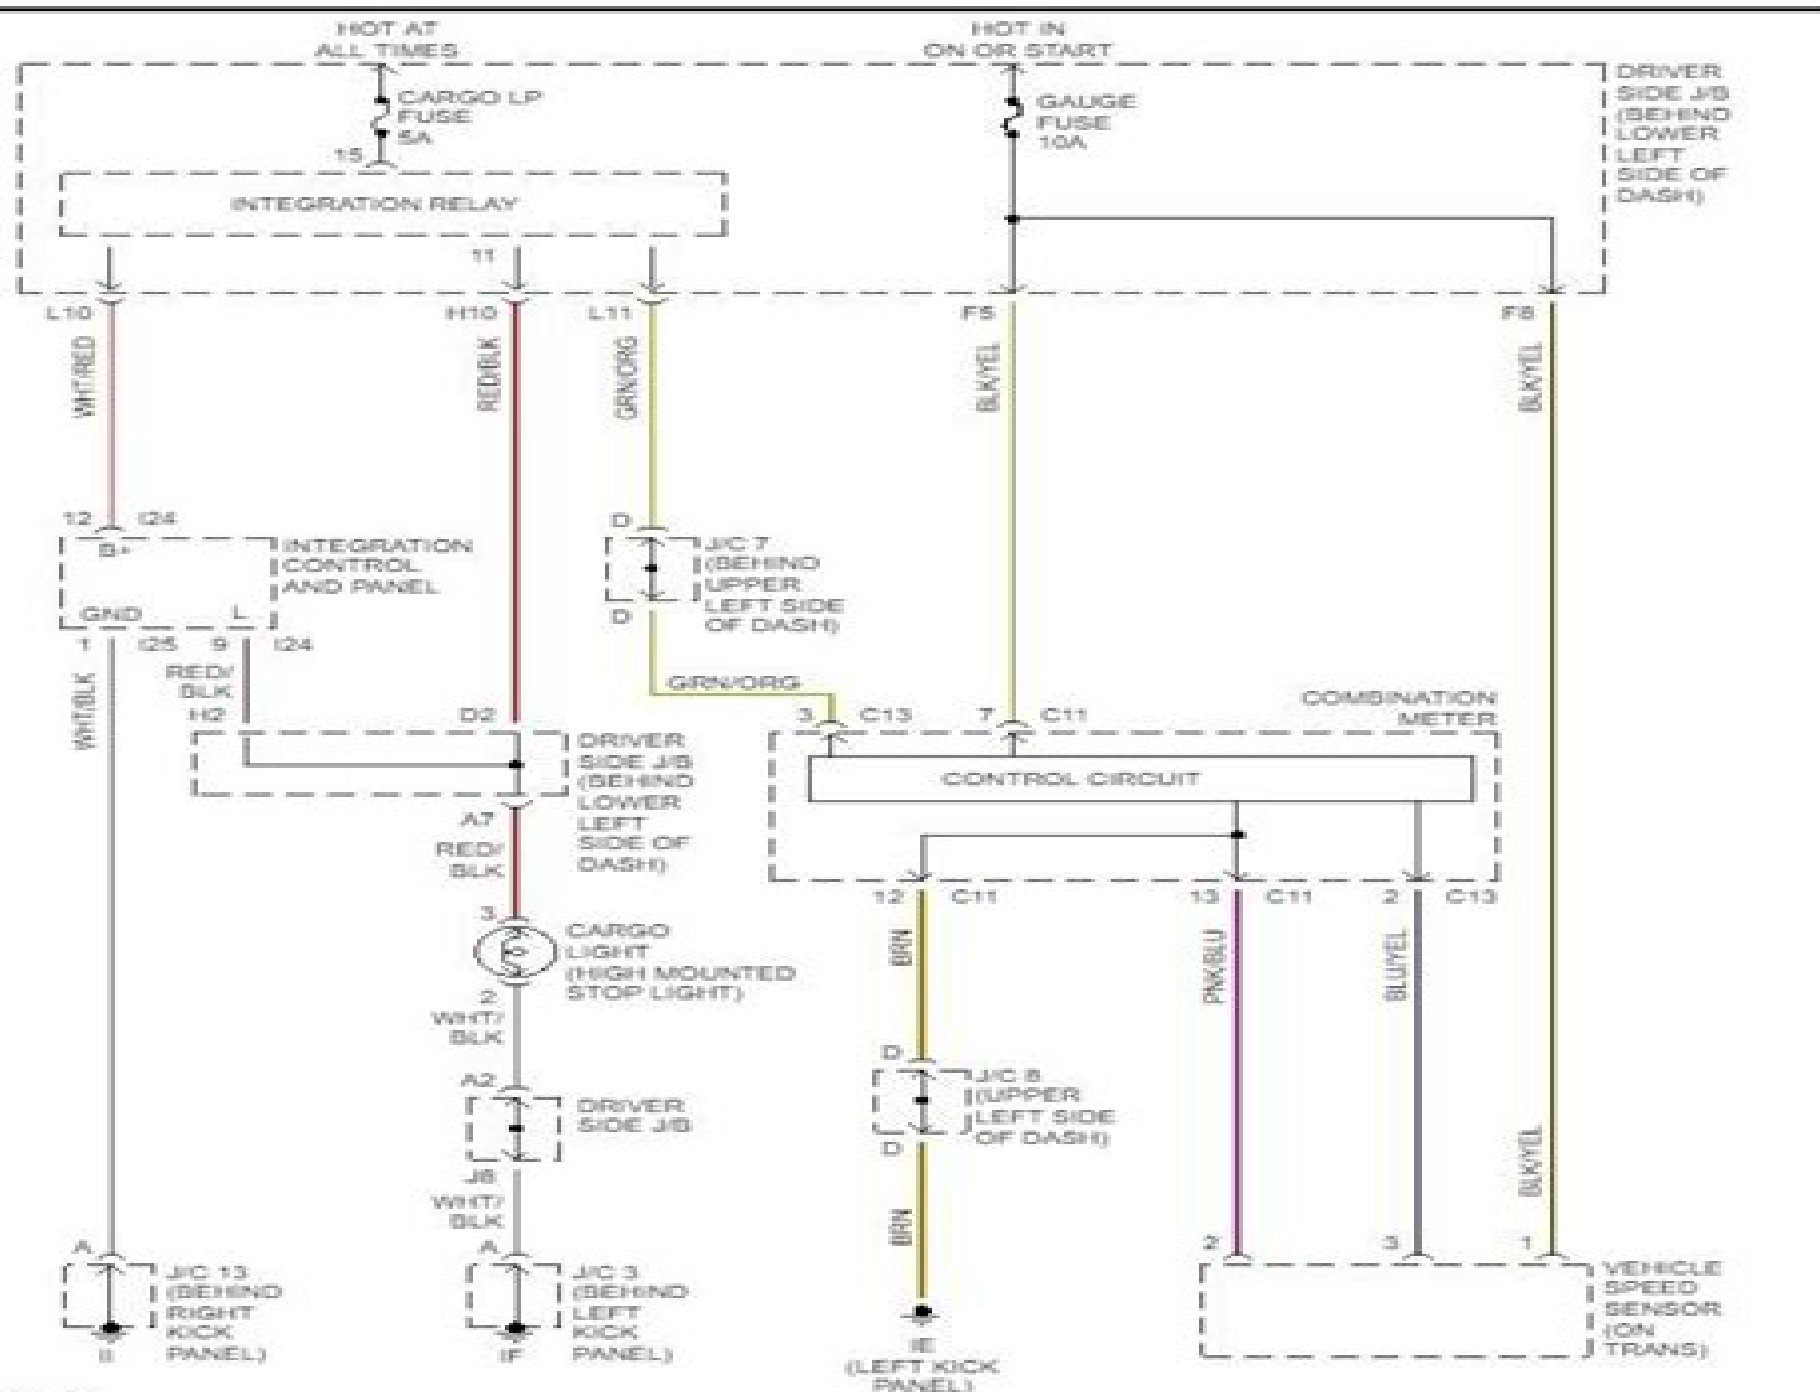 HOT AT
ALL TIMES
HOT IN
ON OR START
CARGO LP
FUSE
5A
15
GAUGE
FUSE
10A
DRIVER
SIDE J/B
(BEHIND
LOWER
LEFT
SIDE OF
DASH)
INTEGRATION RELAY
11
L10
H10
L11
F5
F8
WHT/RED
RED/BLK
GRN/ORG
BLK/YEL
BLK/YEL
12
I24
B+
INTEGRATION
CONTROL
AND PANEL
GND
L
1
I25
9
I24
D
J/C 7
(BEHIND
UPPER
LEFT SIDE
OF DASH)
D
WHT/BLK
RED/
BLK
H2
D2
GRN/ORG
3
C13
7
C11
COMBINATION
METER
DRIVER
SIDE J/B
(BEHIND
LOWER
LEFT
SIDE OF
DASH)
CONTROL CIRCUIT
A7
RED/
BLK
12
C11
13
C11
2
C13
3
CARGO
LIGHT
(HIGH MOUNTED
STOP LIGHT)
2
BRN
PNK/BLU
BLU/YEL
WHT/
BLK
A2
DRIVER
SIDE J/B
D
J/C 8
(UPPER
LEFT SIDE
OF DASH)
D
WHT/
BLK
BRN
BLK/YEL
A
J/C 13
(BEHIND
RIGHT
KICK
PANEL)
II
A
J/C 3
(BEHIND
LEFT
KICK
PANEL)
IF
IE
(LEFT KICK
PANEL)
2
3
1
VEHICLE
SPEED
SENSOR
(ON
TRANS)